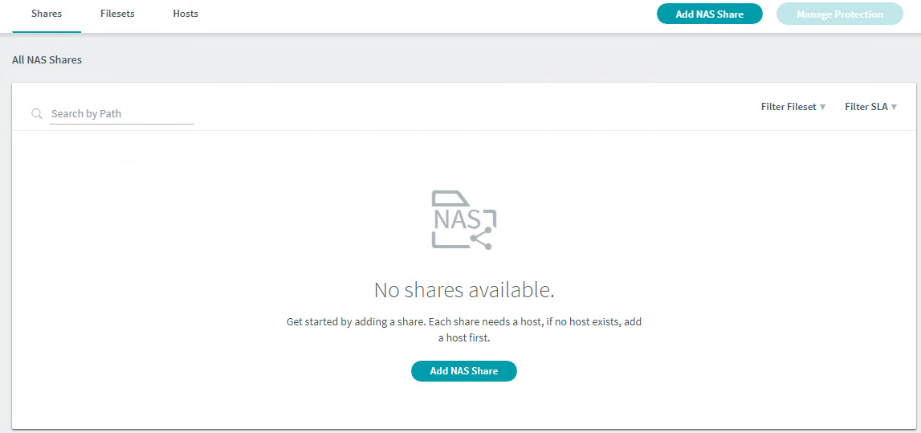 Shares Filesets Hosts Add NAS Share Manage Protection
All NAS Shares
Search by Path Filter Fileset Filter SLA
NAS
No shares available.
Get started by adding a share. Each share needs a host, if no host exists, add
a host first.
Add NAS Share